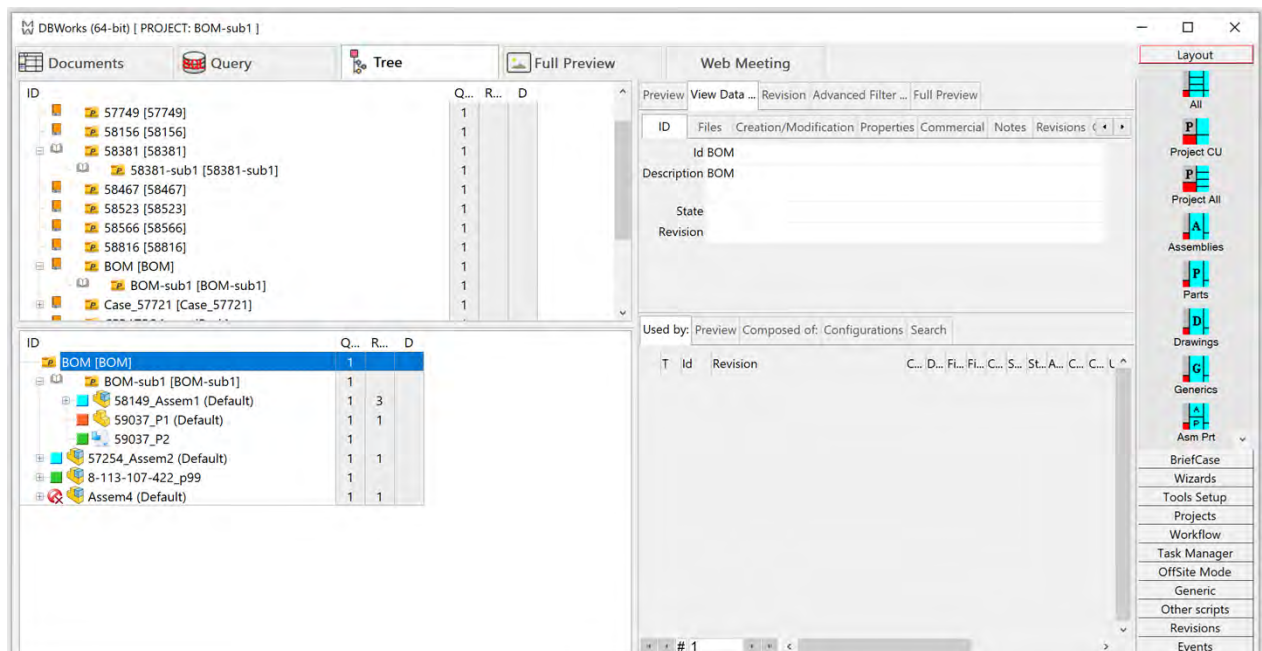 DBWorks (64-bit) [ PROJECT: BOM-sub1 ]
Documents Query Tree Full Preview Web Meeting
ID Q... R... D
57749 [57749] 1
58156 [58156] 1
58381 [58381] 1
58381-sub1 [58381-sub1] 1
58467 [58467] 1
58523 [58523] 1
58566 [58566] 1
58816 [58816] 1
BOM [BOM] 1
BOM-sub1 [BOM-sub1] 1
Case_57721 [Case_57721] 1
Preview View Data ... Revision Advanced Filter ... Full Preview
ID Files Creation/Modification Properties Commercial Notes Revisions
Id BOM
Description BOM
State
Revision
ID Q... R... D
BOM [BOM] 1
BOM-sub1 [BOM-sub1] 1
58149_Assem1 (Default) 1 3
59037_P1 (Default) 1 1
59037_P2 1
57254_Assem2 (Default) 1 1
8-113-107-422_p99 1
Assem4 (Default) 1 1
Used by: Preview Composed of: Configurations Search
T Id Revision C... D... Fi... Fi... C... S... St... A... C... C... L
# 1
Layout
All
Project CU
Project All
Assemblies
Parts
Drawings
Generics
Asm Prt
BriefCase
Wizards
Tools Setup
Projects
Workflow
Task Manager
OffSite Mode
Generic
Other scripts
Revisions
Events